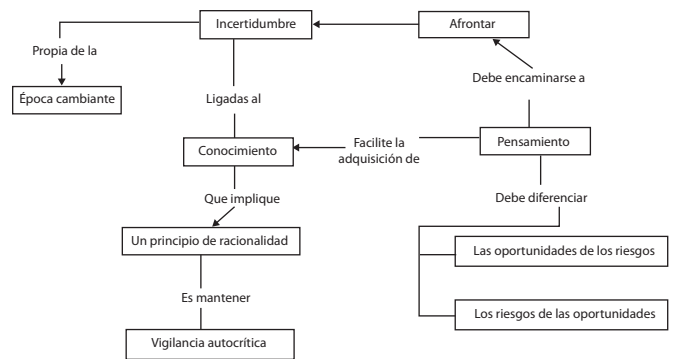 Incertidumbre
Afrontar
Propia de la
Debe encaminarse a
Época cambiante
Ligadas al
Conocimiento
Facilite la
adquisición de
Pensamiento
Que implique
Debe diferenciar
Un principio de racionalidad
Las oportunidades de los riesgos
Es mantener
Los riesgos de las oportunidades
Vigilancia autocrítica